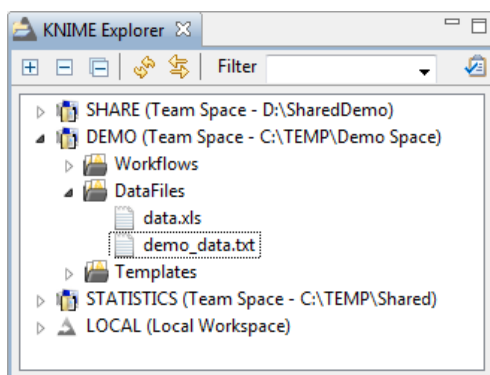 KNIME Explorer
Filter
SHARE (Team Space - D:\SharedDemo)
DEMO (Team Space - C:\TEMP\Demo Space)
Workflows
DataFiles
data.xls
demo_data.txt
Templates
STATISTICS (Team Space - C:\TEMP\Shared)
LOCAL (Local Workspace)